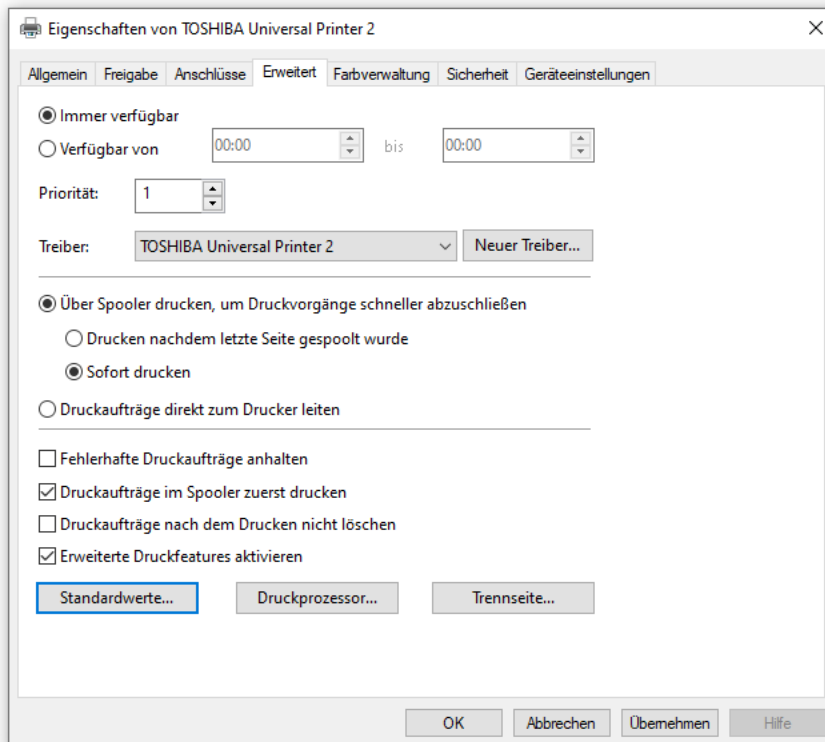 Eigenschaften von TOSHIBA Universal Printer 2
Allgemein Freigabe Anschlüsse Erweitert Farbverwaltung Sicherheit Geräteeinstellungen
Immer verfügbar
Verfügbar von 00:00 bis 00:00
Priorität: 1
Treiber: TOSHIBA Universal Printer 2 Neuer Treiber...
Über Spooler drucken, um Druckvorgänge schneller abzuschließen
Drucken nachdem letzte Seite gespoolt wurde
Sofort drucken
Druckaufträge direkt zum Drucker leiten
Fehlerhafte Druckaufträge anhalten
Druckaufträge im Spooler zuerst drucken
Druckaufträge nach dem Drucken nicht löschen
Erweiterte Druckfeatures aktivieren
Standardwerte... Druckprozessor... Trennseite...
OK Abbrechen Übernehmen Hilfe